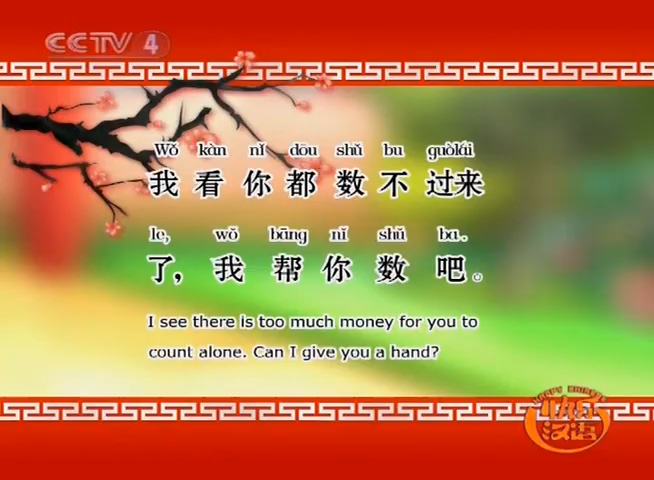 CCTV 4
Wǒ kàn nǐ dōu shǔ bu guòlái
我看你都数不过来
le, wǒ bāng nǐ shǔ ba.
了,我帮你数吧。
I see there is too much money for you to
count alone. Can I give you a hand?
HAPPY CHINESE
快乐
汉语